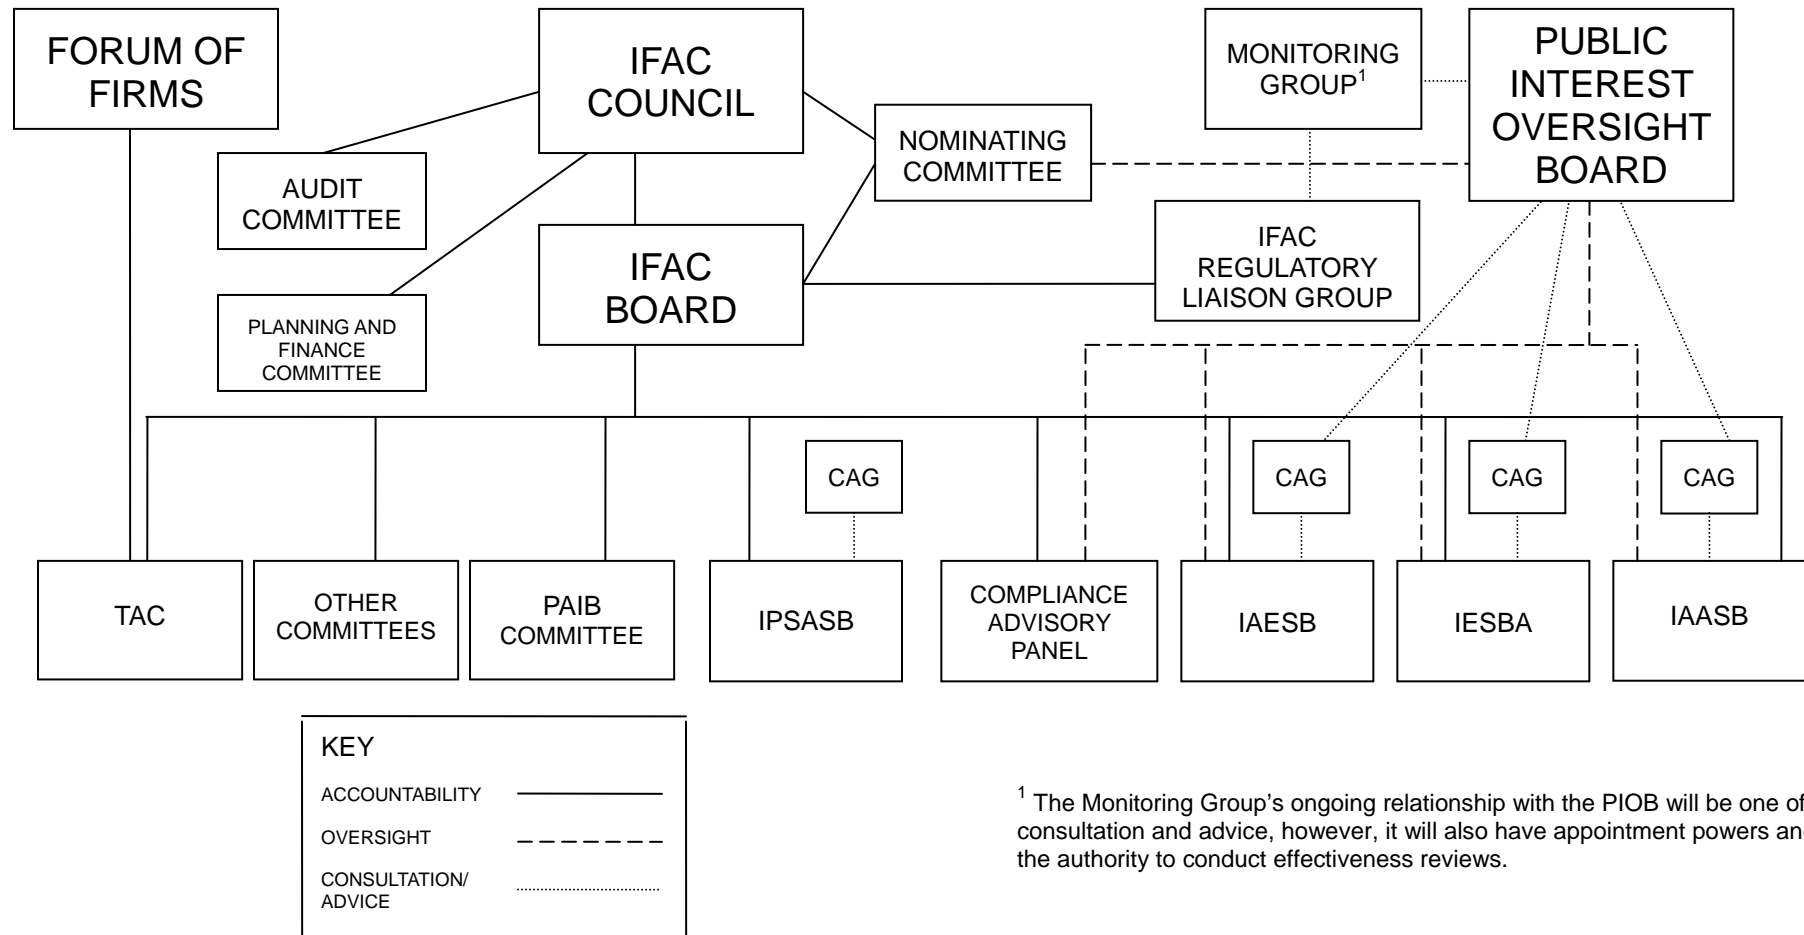 FORUM OF
FIRMS
IFAC
COUNCIL
MONITORING
GROUP1
PUBLIC
INTEREST
OVERSIGHT
BOARD
NOMINATING
COMMITTEE
AUDIT
COMMITTEE
IFAC
BOARD
IFAC
REGULATORY
LIAISON GROUP
PLANNING AND
FINANCE
COMMITTEE
CAG
CAG
CAG
CAG
TAC
OTHER
COMMITTEES
PAIB
COMMITTEE
IPSASB
COMPLIANCE
ADVISORY
PANEL
IAESB
IESBA
IAASB
KEY
ACCOUNTABILITY
OVERSIGHT
CONSULTATION/
ADVICE
1 The Monitoring Group's ongoing relationship with the PIOB will be one of
consultation and advice, however, it will also have appointment powers an
the authority to conduct effectiveness reviews.